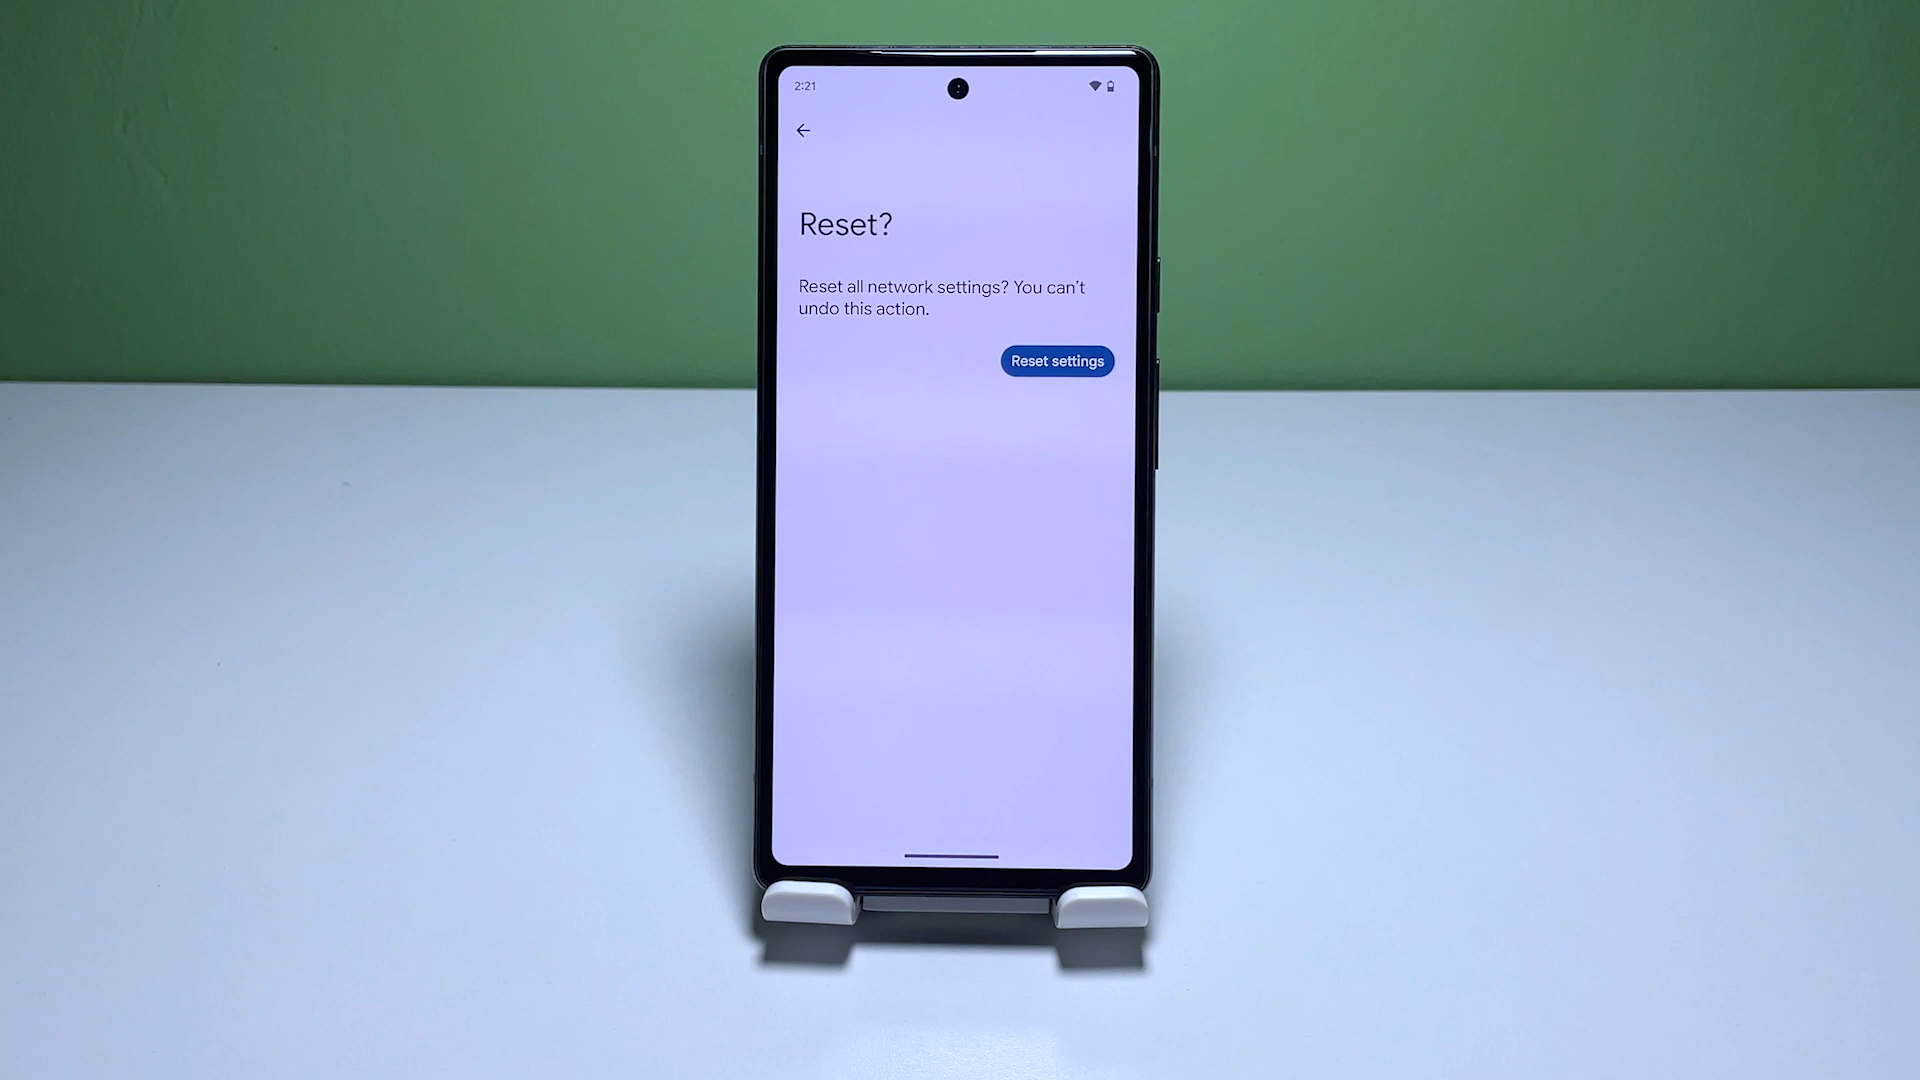 2:21
Reset?
Reset all network settings? You can't
undo this action.
Reset settings